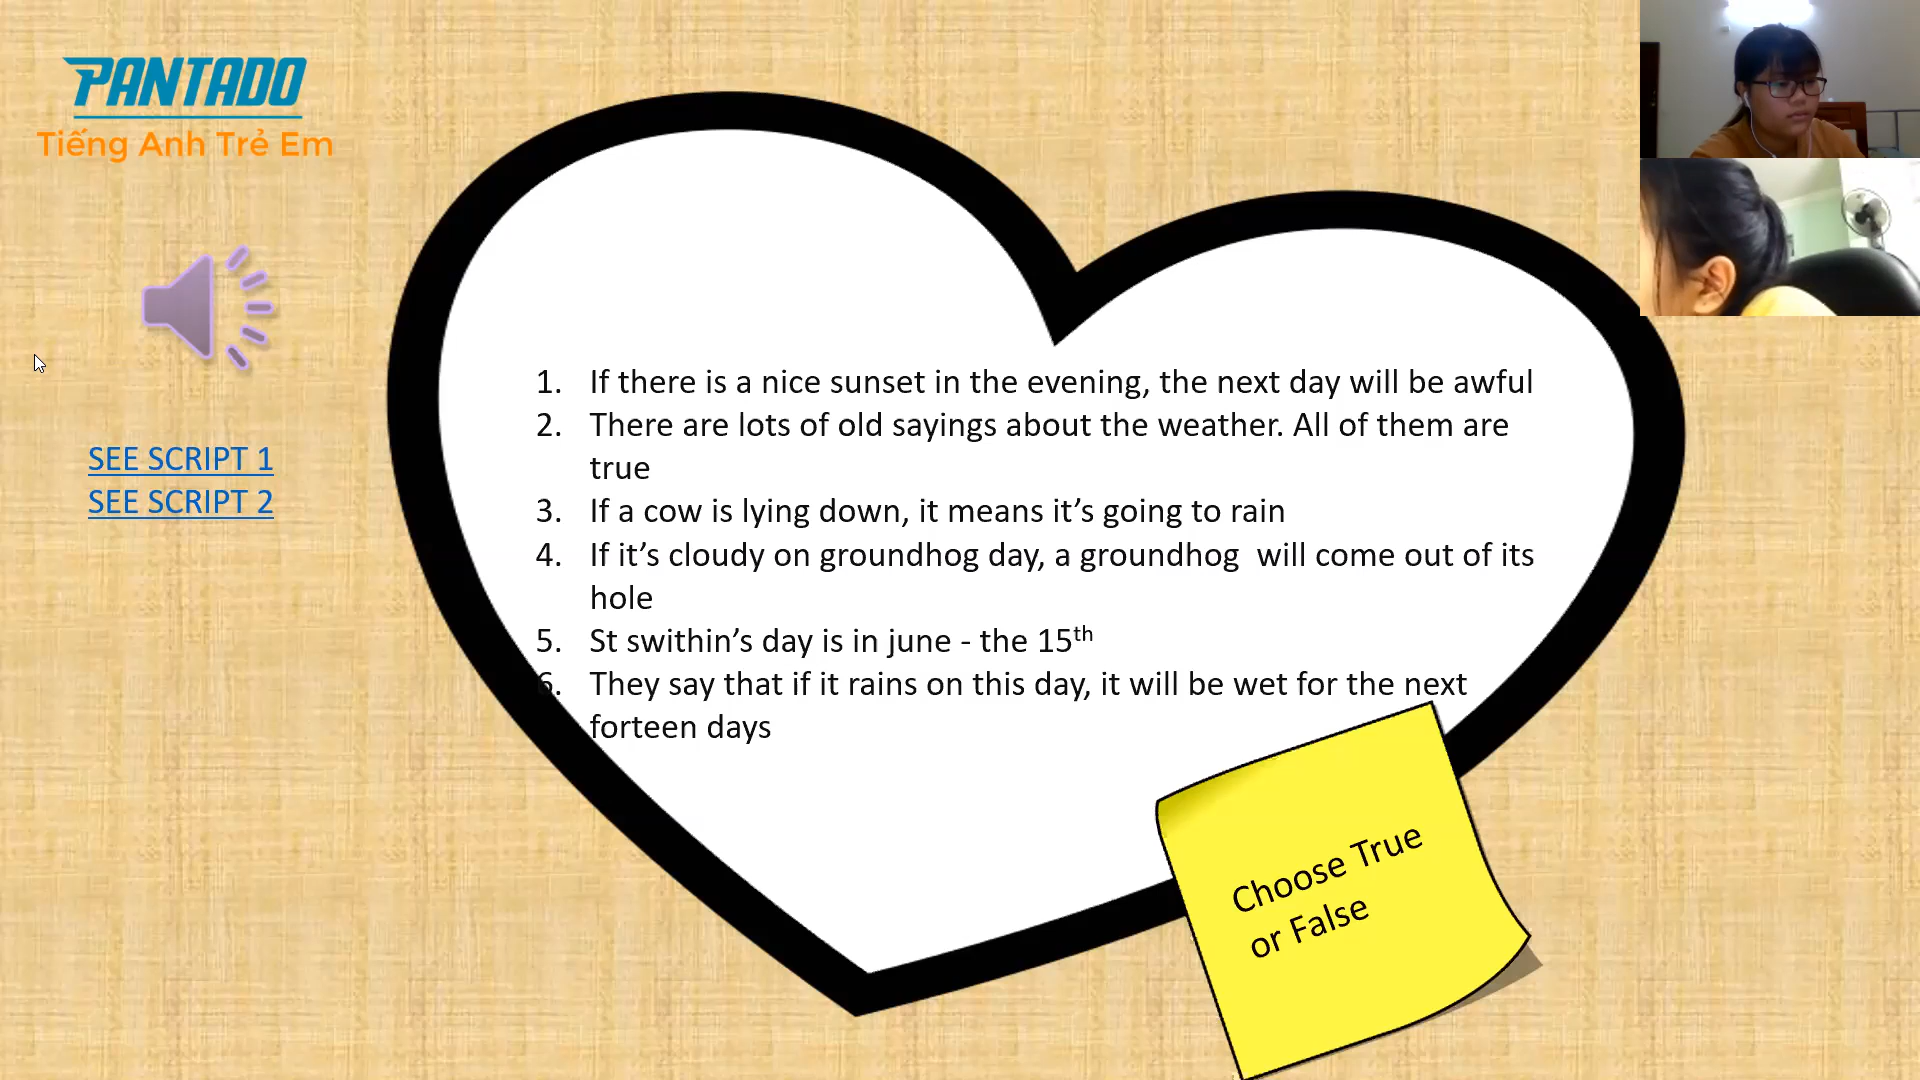 PANTADO
Tiếng Anh Trẻ Em
SEE SCRIPT 1
SEE SCRIPT 2
1. If there is a nice sunset in the evening, the next day will be awful
2. There are lots of old sayings about the weather. All of them are
true
3. If a cow is lying down, it means it’s going to rain
4. If it’s cloudy on groundhog day, a groundhog will come out of its
hole
5. St swithin’s day is in june - the 15th
6. They say that if it rains on this day, it will be wet for the next
forteen days
Choose True
or False